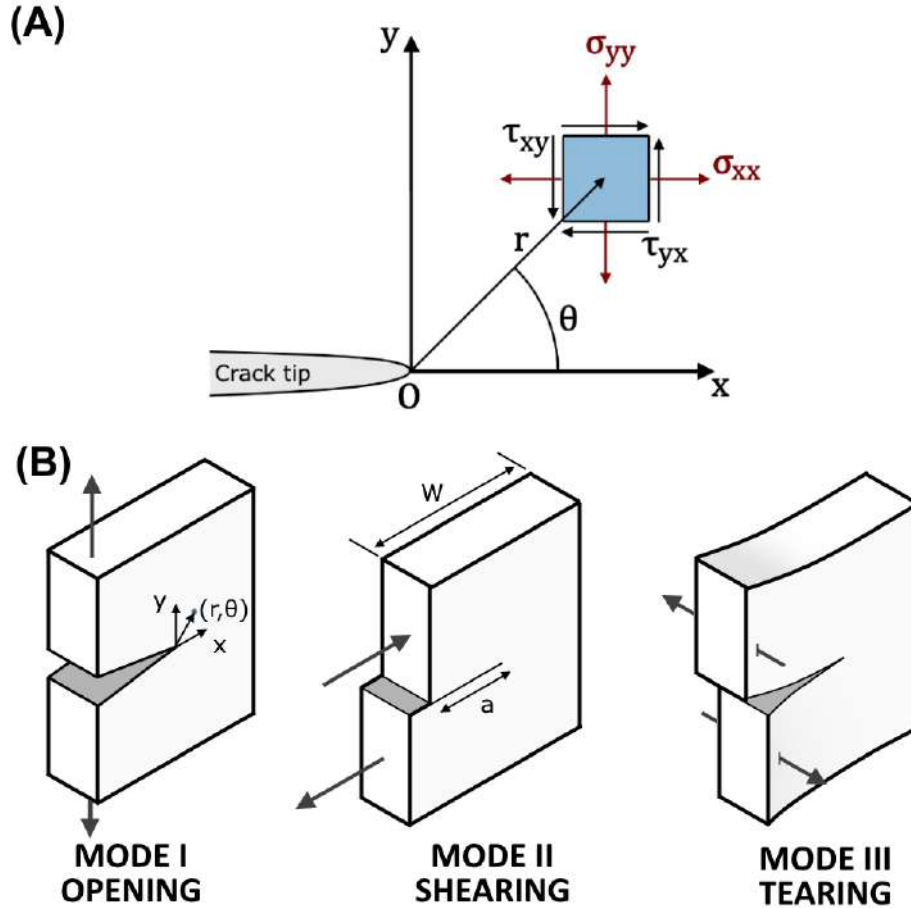 (A)
y
σyy
τxy
σxx
r
τyx
θ
Crack tip
O
x
(B)
W
y
(r,θ)
x
a
MODE I
OPENING
MODE II
SHEARING
MODE III
TEARING